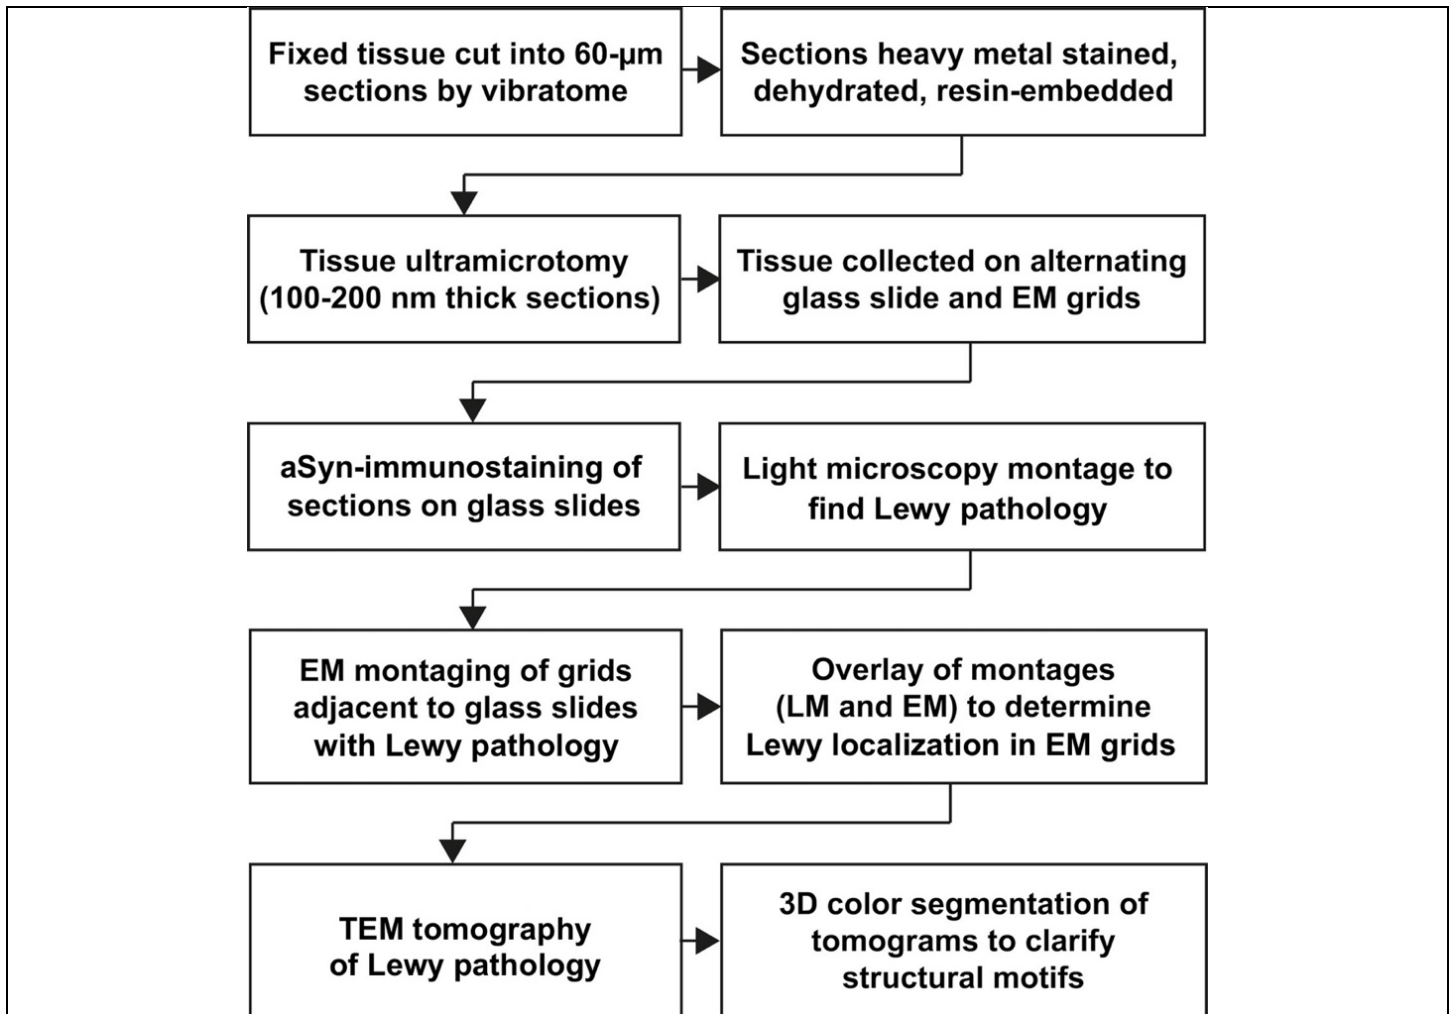 Fixed tissue cut into 60-µm
sections by vibratome
Sections heavy metal stained,
dehydrated, resin-embedded
Tissue ultramicrotomy
(100-200 nm thick sections)
Tissue collected on alternating
glass slide and EM grids
aSyn-immunostaining of
sections on glass slides
Light microscopy montage to
find Lewy pathology
EM montaging of grids
adjacent to glass slides
with Lewy pathology
Overlay of montages
(LM and EM) to determine
Lewy localization in EM grids
TEM tomography
of Lewy pathology
3D color segmentation of
tomograms to clarify
structural motifs